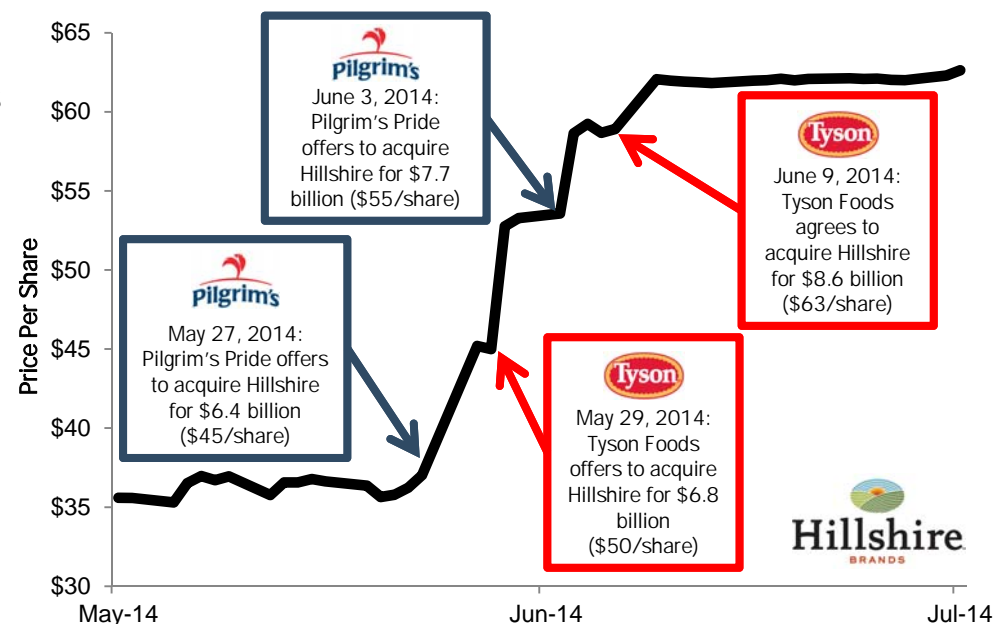 $65
$60
$55
$50
$45
$40
$35
$30
Price Per Share
May-14
Jun-14
Jul-14
Pilgrim's
May 27, 2014:
Pilgrim's Pride offers
to acquire Hillshire
for $6.4 billion
($45/share)
Pilgrim's
June 3, 2014:
Pilgrim's Pride
offers to acquire
Hillshire for $7.7
billion ($55/share)
Tyson
May 29, 2014:
Tyson Foods
offers to acquire
Hillshire for $6.8
billion
($50/share)
Tyson
June 9, 2014:
Tyson Foods
agrees to
acquire Hillshire
for $8.6 billion
($63/share)
Hillshire
BRANDS